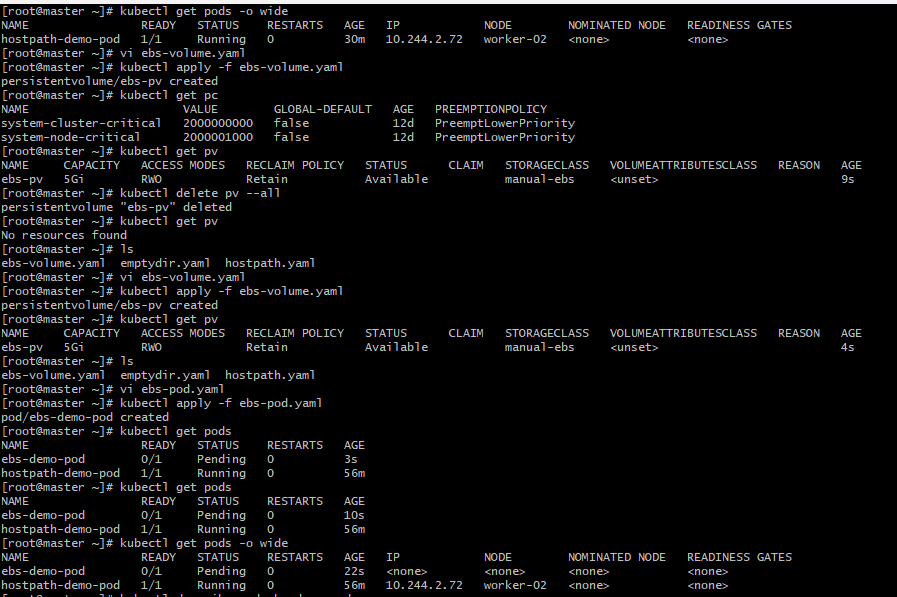 [root@master ~]# kubectl get pods -o wide
NAME                READY   STATUS    RESTARTS   AGE   IP            NODE        NOMINATED NODE   READINESS GATES
hostpath-demo-pod   1/1     Running   0          30m   10.244.2.72   worker-02   <none>           <none>
[root@master ~]# vi ebs-volume.yaml
[root@master ~]# kubectl apply -f ebs-volume.yaml
persistentvolume/ebs-pv created
[root@master ~]# kubectl get pc
NAME                      VALUE        GLOBAL-DEFAULT   AGE   PREEMPTIONPOLICY
system-cluster-critical   2000000000   false            12d   PreemptLowerPriority
system-node-critical      2000001000   false            12d   PreemptLowerPriority
[root@master ~]# kubectl get pv
NAME     CAPACITY   ACCESS MODES   RECLAIM POLICY   STATUS      CLAIM   STORAGECLASS   VOLUMEATTRIBUTESCLASS   REASON   AGE
ebs-pv   5Gi        RWO            Retain           Available           manual-ebs     <unset>                          9s
[root@master ~]# kubectl delete pv --all
persistentvolume "ebs-pv" deleted
[root@master ~]# kubectl get pv
No resources found
[root@master ~]# ls
ebs-volume.yaml  emptydir.yaml  hostpath.yaml
[root@master ~]# vi ebs-volume.yaml
[root@master ~]# kubectl apply -f ebs-volume.yaml
persistentvolume/ebs-pv created
[root@master ~]# kubectl get pv
NAME     CAPACITY   ACCESS MODES   RECLAIM POLICY   STATUS      CLAIM   STORAGECLASS   VOLUMEATTRIBUTESCLASS   REASON   AGE
ebs-pv   5Gi        RWO            Retain           Available           manual-ebs     <unset>                          4s
[root@master ~]# ls
ebs-volume.yaml  emptydir.yaml  hostpath.yaml
[root@master ~]# vi ebs-pod.yaml
[root@master ~]# kubectl apply -f ebs-pod.yaml
pod/ebs-demo-pod created
[root@master ~]# kubectl get pods
NAME                READY   STATUS    RESTARTS   AGE
ebs-demo-pod        0/1     Pending   0          3s
hostpath-demo-pod   1/1     Running   0          56m
[root@master ~]# kubectl get pods
NAME                READY   STATUS    RESTARTS   AGE
ebs-demo-pod        0/1     Pending   0          10s
hostpath-demo-pod   1/1     Running   0          56m
[root@master ~]# kubectl get pods -o wide
NAME                READY   STATUS    RESTARTS   AGE   IP            NODE        NOMINATED NODE   READINESS GATES
ebs-demo-pod        0/1     Pending   0          22s   <none>        <none>      <none>           <none>
hostpath-demo-pod   1/1     Running   0          56m   10.244.2.72   worker-02   <none>           <none>